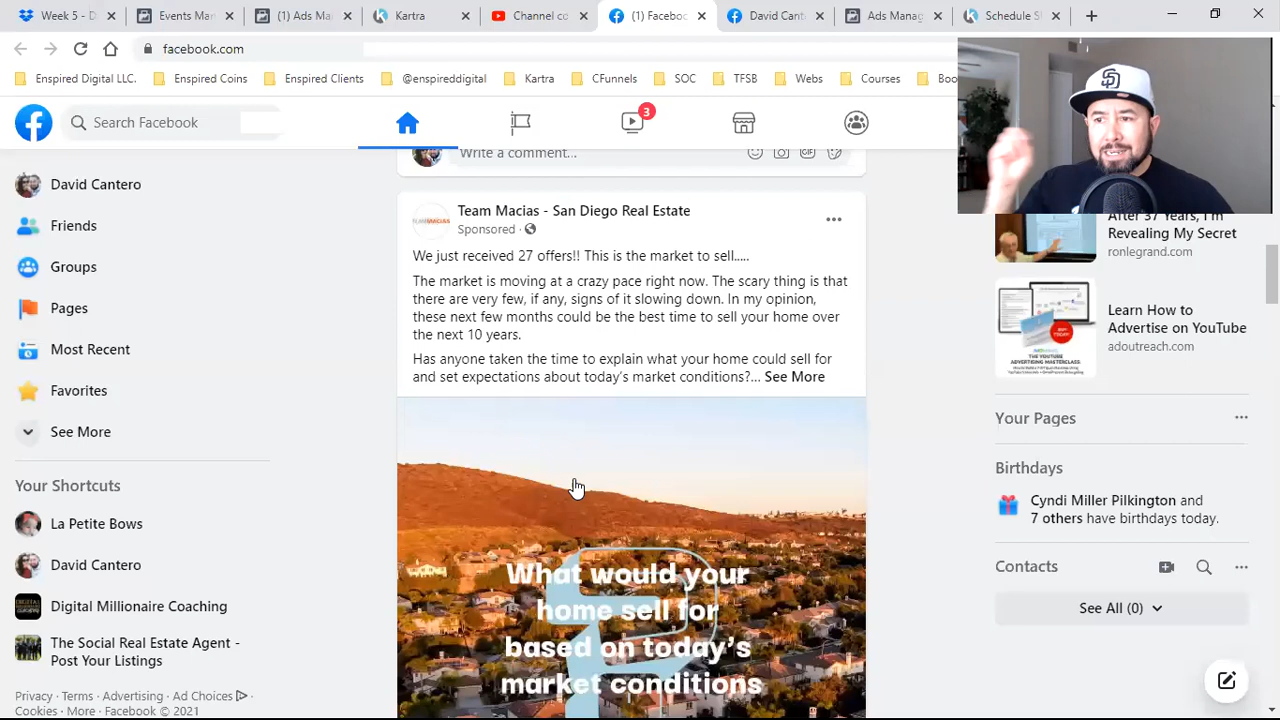 Week 5 - D
Events Man
(1) Ads Ma
Kartra
Channel co
(1) Faceboo
David Cant
Ads Manag
Schedule S
facebook.com
Enspired Digital LLC.
Enspired Coins
Enspired Clients
@enspireddigital
Kartra
CFunnels
SOC
TFSB
Webs
Courses
Boo
Search Facebook
3
David Cantero
Friends
Groups
Pages
Most Recent
Favorites
See More
Your Shortcuts
La Petite Bows
David Cantero
Digital Millionaire Coaching
The Social Real Estate Agent -
Post Your Listings
Privacy · Terms · Advertising · Ad Choices ·
Cookies · More · Facebook © 2021
Write a comment...
GIF
Team Macias - San Diego Real Estate
Sponsored ·
We just received 27 offers!! This is the market to sell.....
The market is moving at a crazy pace right now. The scary thing is that
there are very few, if any, signs of it slowing down. In my opinion,
these next few months could be the best time to sell your home over
the next 10 years.
Has anyone taken the time to explain what your home could sell for
and set expectations about today's market conditions?... See More
What would your
home sell for
based on today's
market conditions
SD
After 37 Years, I'm
Revealing My Secret
ronlegrand.com
Learn How to
Advertise on YouTube
adoutreach.com
Your Pages
Birthdays
Cyndi Miller Pilkington and
7 others have birthdays today.
Contacts
See All (0)